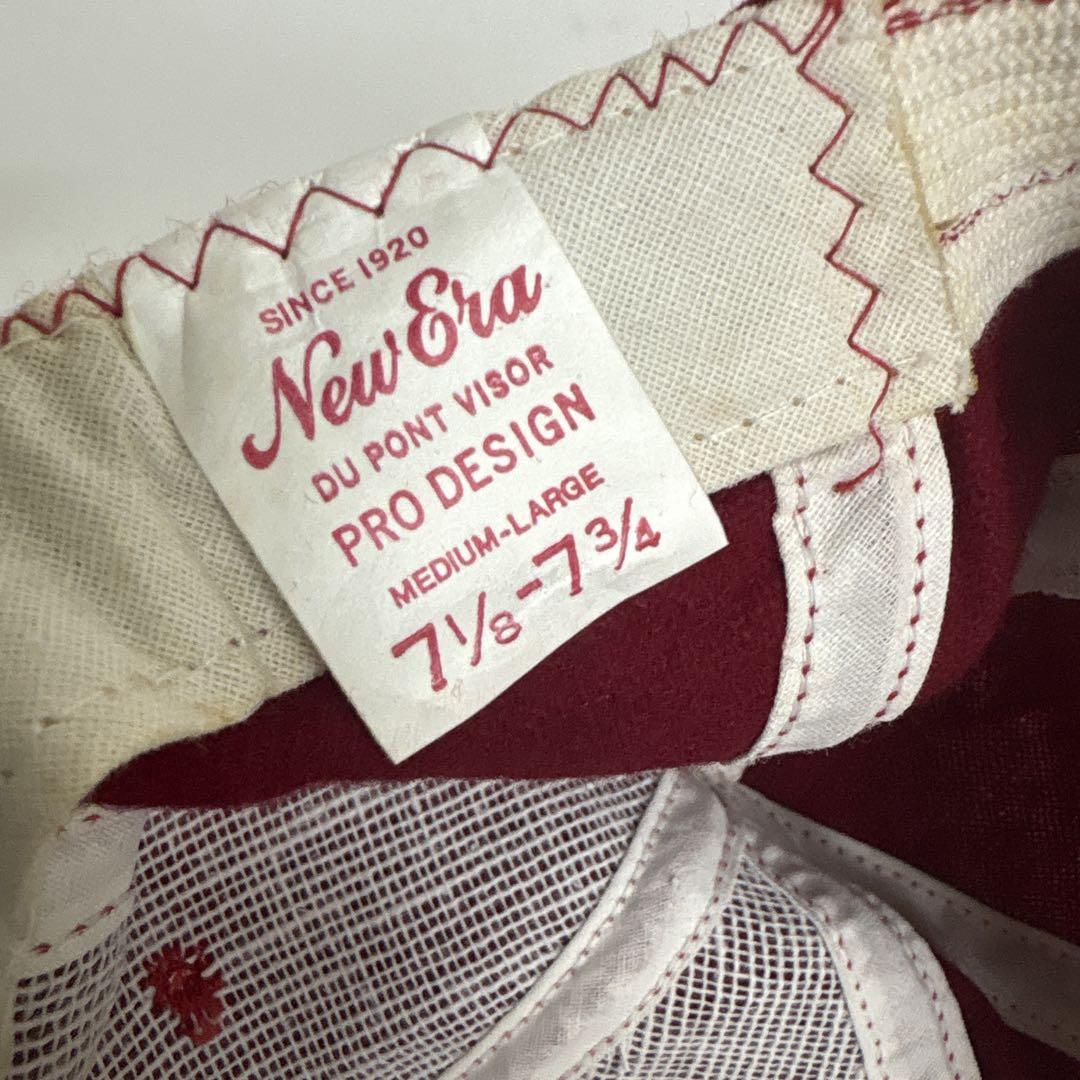 SINCE 1920
New Era
DU PONT VISOR
PRO DESIGN
MEDIUM-LARGE
7 1/8-7 3/4